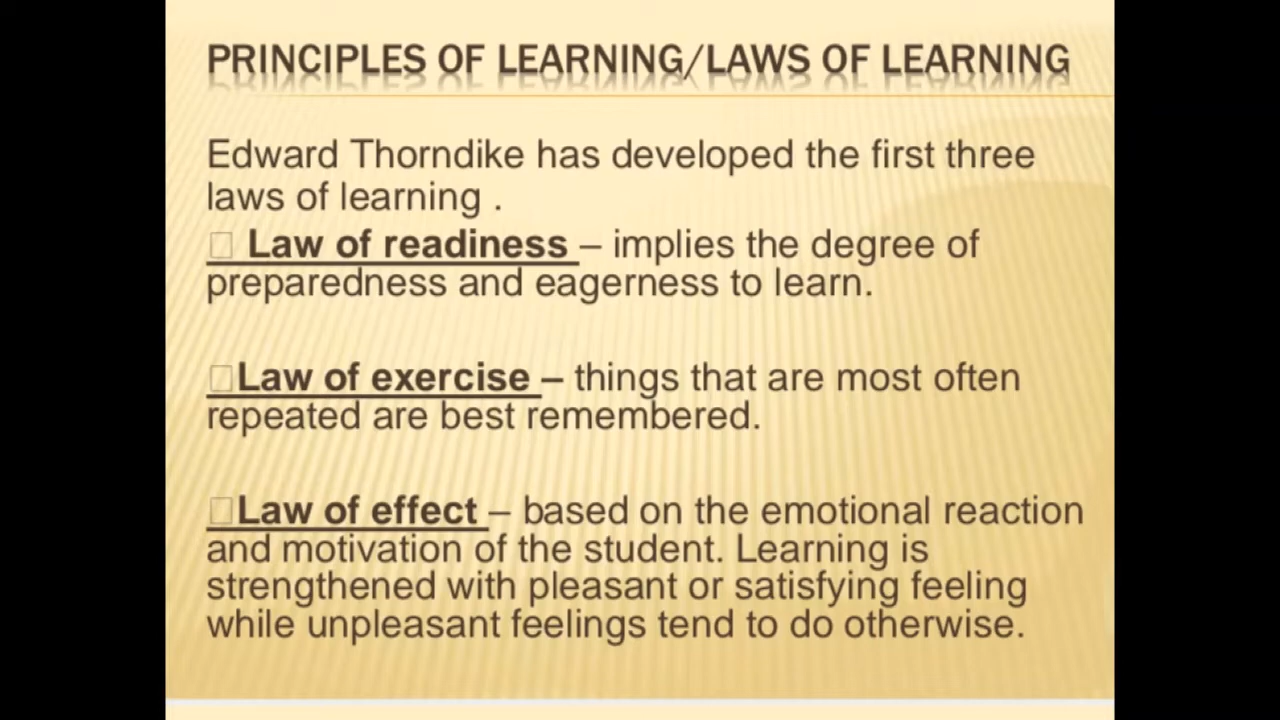 PRINCIPLES OF LEARNING/LAWS OF LEARNING
Edward Thorndike has developed the first three
laws of learning .
Law of readiness – implies the degree of
preparedness and eagerness to learn.
Law of exercise – things that are most often
repeated are best remembered.
Law of effect – based on the emotional reaction
and motivation of the student. Learning is
strengthened with pleasant or satisfying feeling
while unpleasant feelings tend to do otherwise.